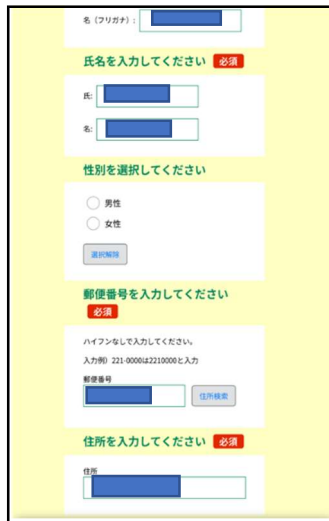 名（フリガナ）：
氏名を入力してください 必須
氏:
名:
性別を選択してください
男性
女性
選択解除
郵便番号を入力してください
必須
ハイフンなしで入力してください。
入力例）221-0000は2210000と入力
郵便番号
住所検索
住所を入力してください 必須
住所